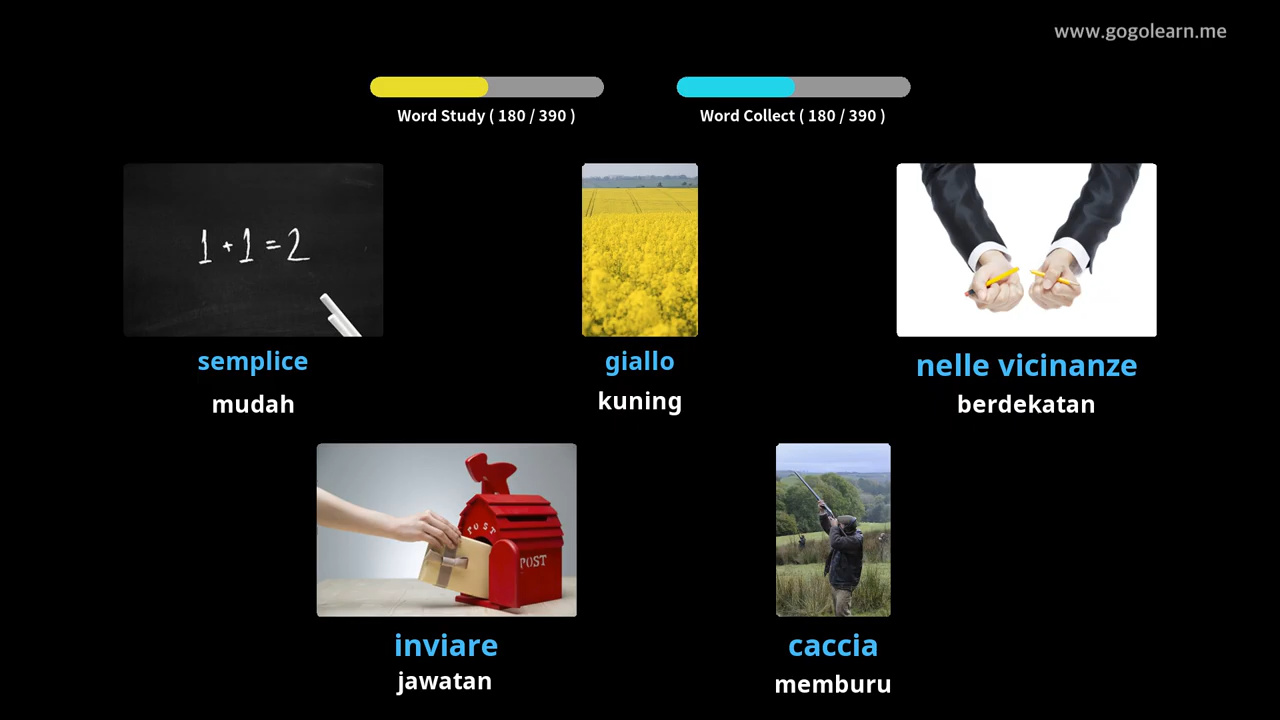 www.gogolearn.me
Word Study ( 180 / 390 )
Word Collect ( 180 / 390 )
1 + 1 = 2
semplice
mudah
giallo
kuning
nelle vicinanze
berdekatan
POST
POST
inviare
jawatan
caccia
memburu